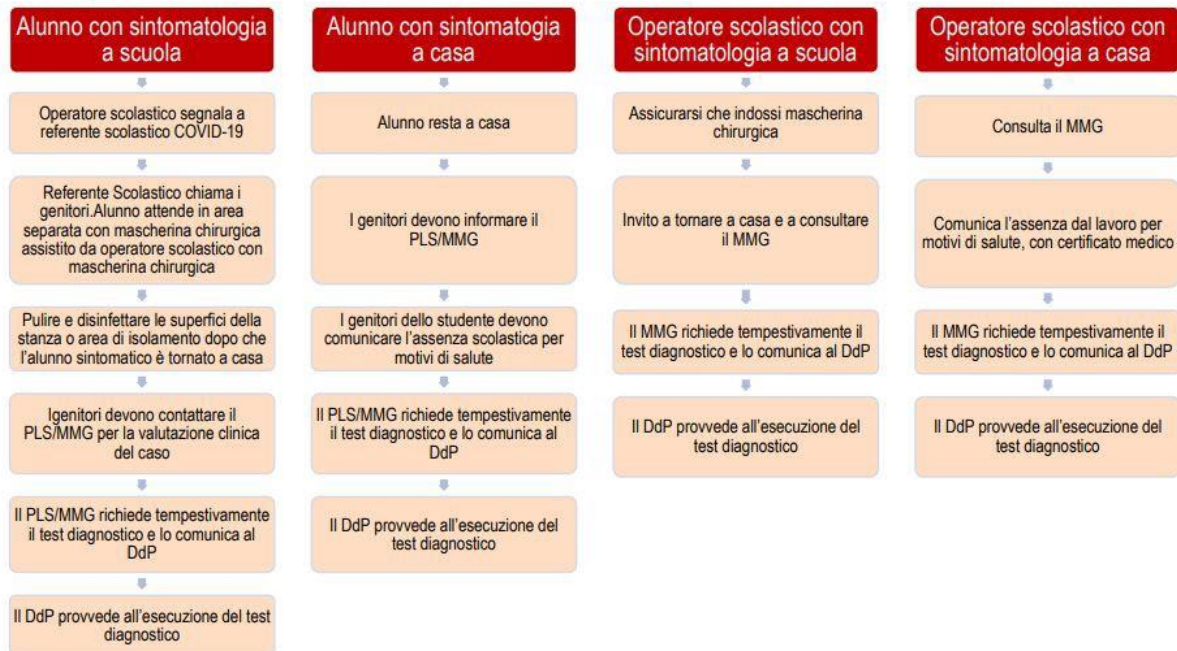 Alunno con sintomatologia
a scuola
Operatore scolastico segnala a
referente scolastico COVID-19
Referente Scolastico chiama i
genitori.Alunno attende in area
separata con mascherina chirurgica
assistito da operatore scolastico con
mascherina chirurgica
Pulire e disinfettare le superfici della
stanza o area di isolamento dopo che
l'alunno sintomatico è tornato a casa
Igenitori devono contattare il
PLS/MMG per la valutazione clinica
del caso
Il PLS/MMG richiede tempestivamente
il test diagnostico e lo comunica al
DdP
Il DdP provvede all'esecuzione del test
diagnostico
Alunno con sintomatogia
a casa
Alunno resta a casa
I genitori devono informare il
PLS/MMG
I genitori dello studente devono
comunicare l'assenza scolastica per
motivi di salute
Il PLS/MMG richiede tempestivamente
il test diagnostico e lo comunica al
DdP
Il DdP provvede all'esecuzione del
test diagnostico
Operatore scolastico con
sintomatologia a scuola
Assicurarsi che indossi mascherina
chirurgica
Invito a tornare a casa e a consultare
il MMG
Il MMG richiede tempestivamente il
test diagnostico e lo comunica al DdP
Il DdP provvede all'esecuzione del
test diagnostico
Operatore scolastico con
sintomatologia a casa
Consulta il MMG
Comunica l'assenza dal lavoro per
motivi di salute, con certificato medico
Il MMG richiede tempestivamente il
test diagnostico e lo comunica al DdP
Il DdP provvede all'esecuzione del
test diagnostico